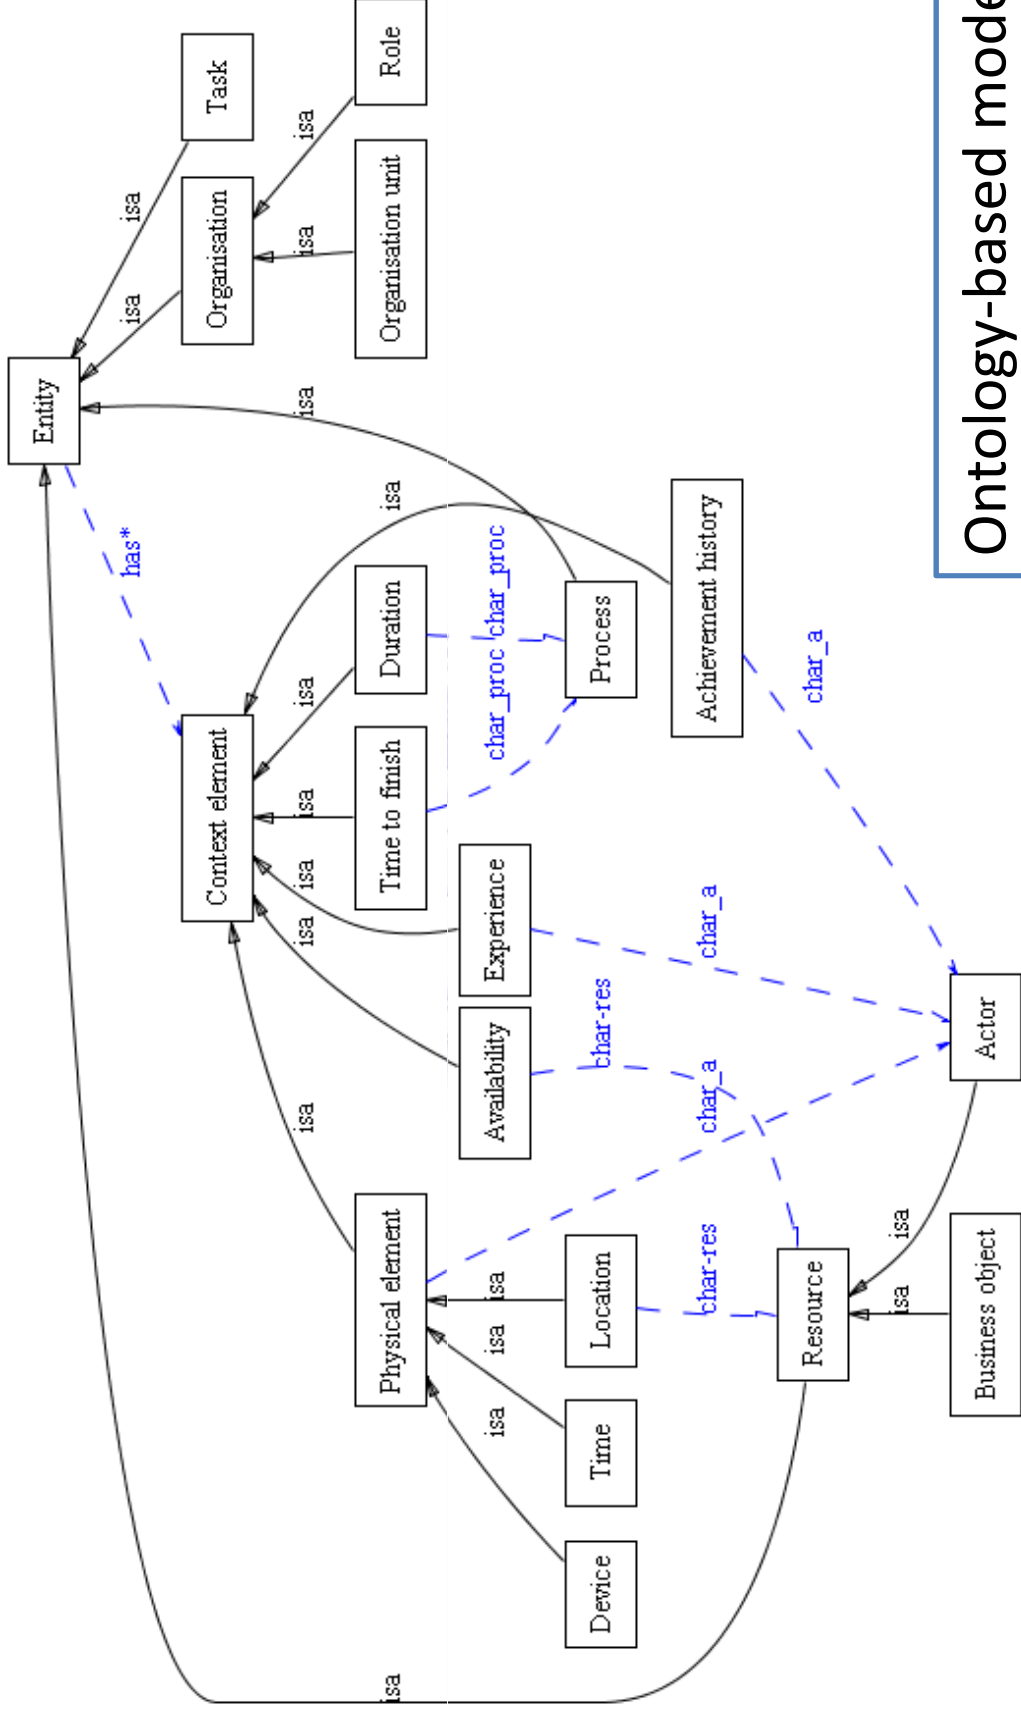 Entity
has*
isa
isa
Context element
Organisation
Task
isa
isa
isa
isa
isa
isa
isa
isa
isa
Physical element
Time to finish
Duration
isa
Organisation unit
Role
isa
isa
isa
Availability
Experience
char_proc
char_proc
Device
Time
Location
char-res
Process
char-res
char_a
char_a
Achievement history
Resource
char_a
isa
isa
Business object
Actor
Ontology-based mode